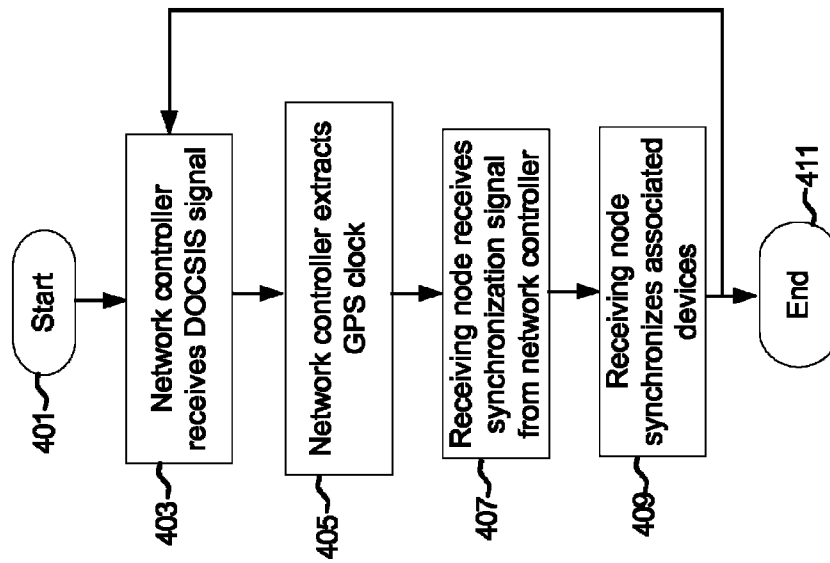 Start
401
Network controller
receives DOCSIS signal
403
Network controller extracts
GPS clock
405
Receiving node receives
synchronization signal
from network controller
407
Receiving node
synchronizes associated
devices
409
End
411